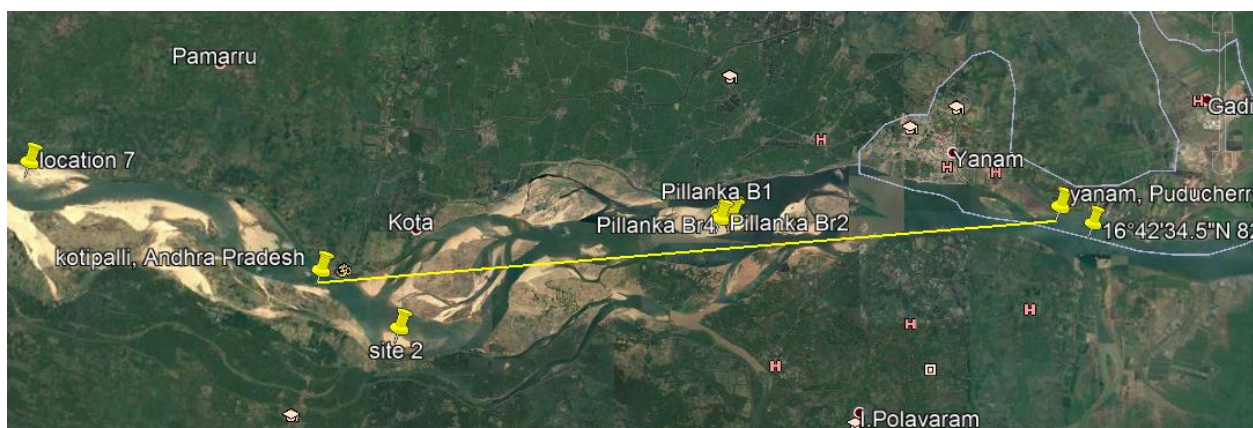 Pamarru
location 7
Gadi
Yanam
Pillanka B1
yanam, Puducherr
Kota
Pillanka Br4
Pillanka Br2
16°42'34.5"N 82
kotipalli, Andhra Pradesh
site 2
I.Polavaram
H
H
H
H
H
H
H